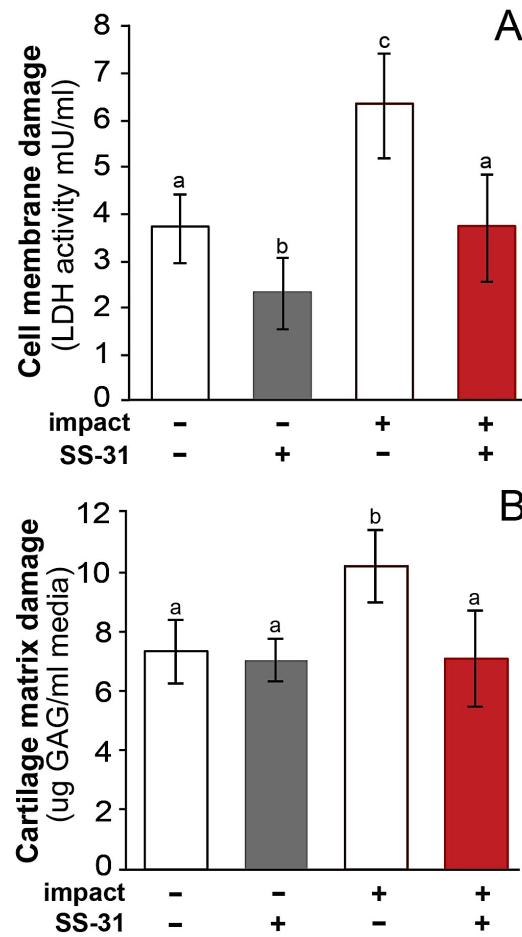 A
Cell membrane damage
(LDH activity mU/ml)
8
7
6
5
4
3
2
1
0
a
b
c
a
impact – – + +
SS-31 – + – +
B
Cartilage matrix damage
(ug GAG/ml media)
12
10
8
6
4
2
0
a
a
b
a
impact – – + +
SS-31 – + – +